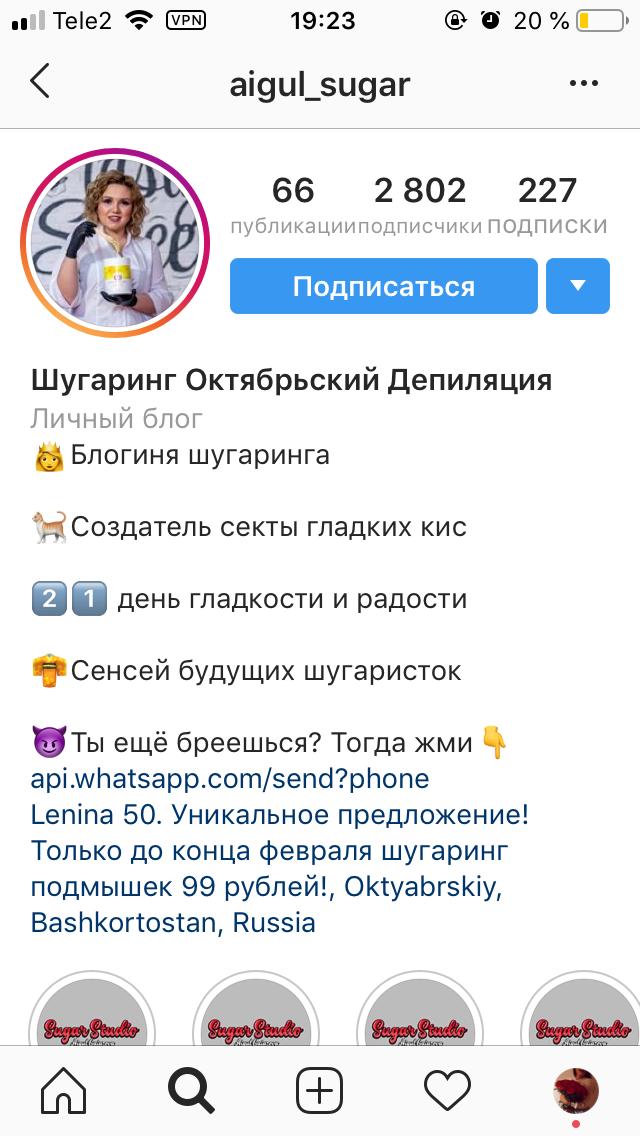 Tele2 VPN 19:23 20 %
aigul_sugar
66 2 802 227
публикации подписчики подписки
Подписаться
Шугаринг Октябрьский Депиляция
Личный блог
👸Блогиня шугаринга
🐈Создатель секты гладких кис
2️⃣1️⃣ день гладкости и радости
🥋Сенсей будущих шугаристок
😈Ты ещё бреешься? Тогда жми👇
api.whatsapp.com/send?phone
Lenina 50. Уникальное предложение!
Только до конца февраля шугаринг
подмышек 99 рублей!, Oktyabrskiy,
Bashkortostan, Russia
Sugar Studio Sugar Studio Sugar Studio Sugar Studio